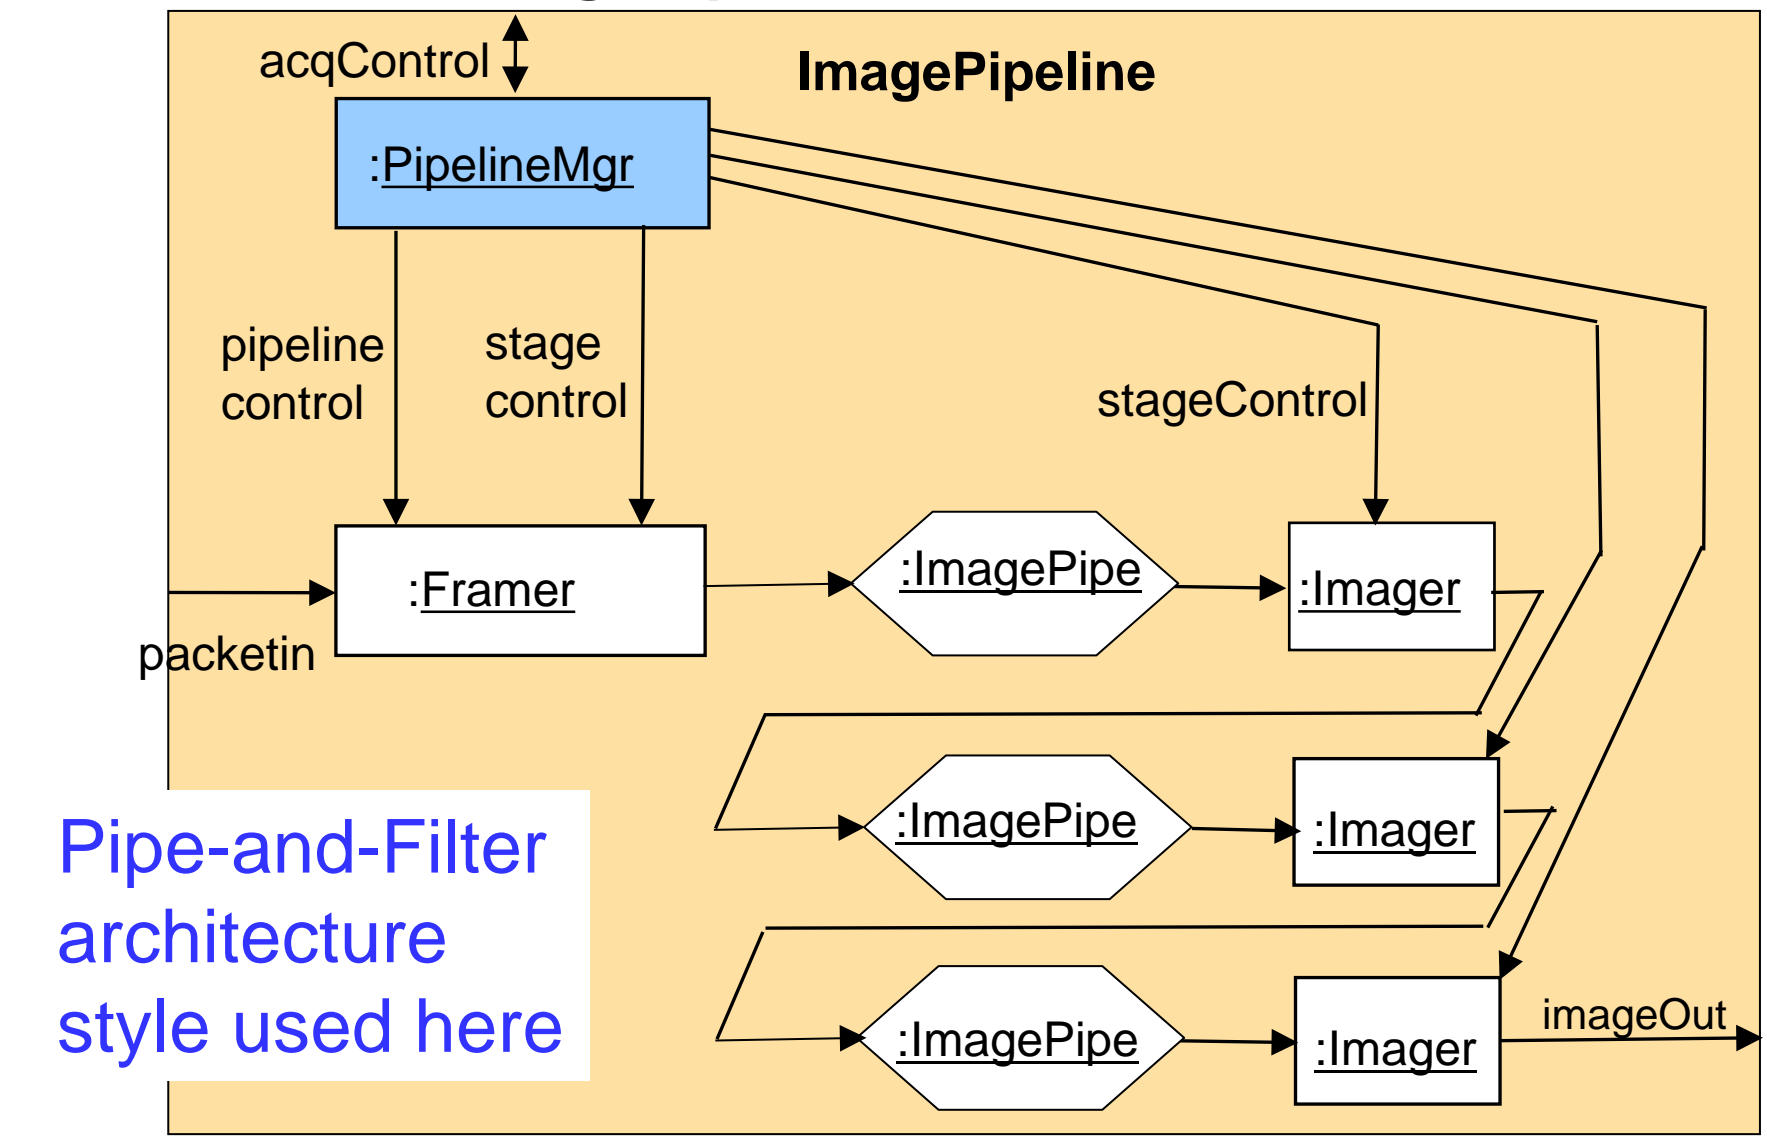 acqControl
ImagePipeline
:PipelineMgr
pipeline
control
stage
control
stageControl
:Framer
:ImagePipe
:Imager
packetin
:ImagePipe
:Imager
Pipe-and-Filter
architecture
style used here
:ImagePipe
:Imager
imageOut